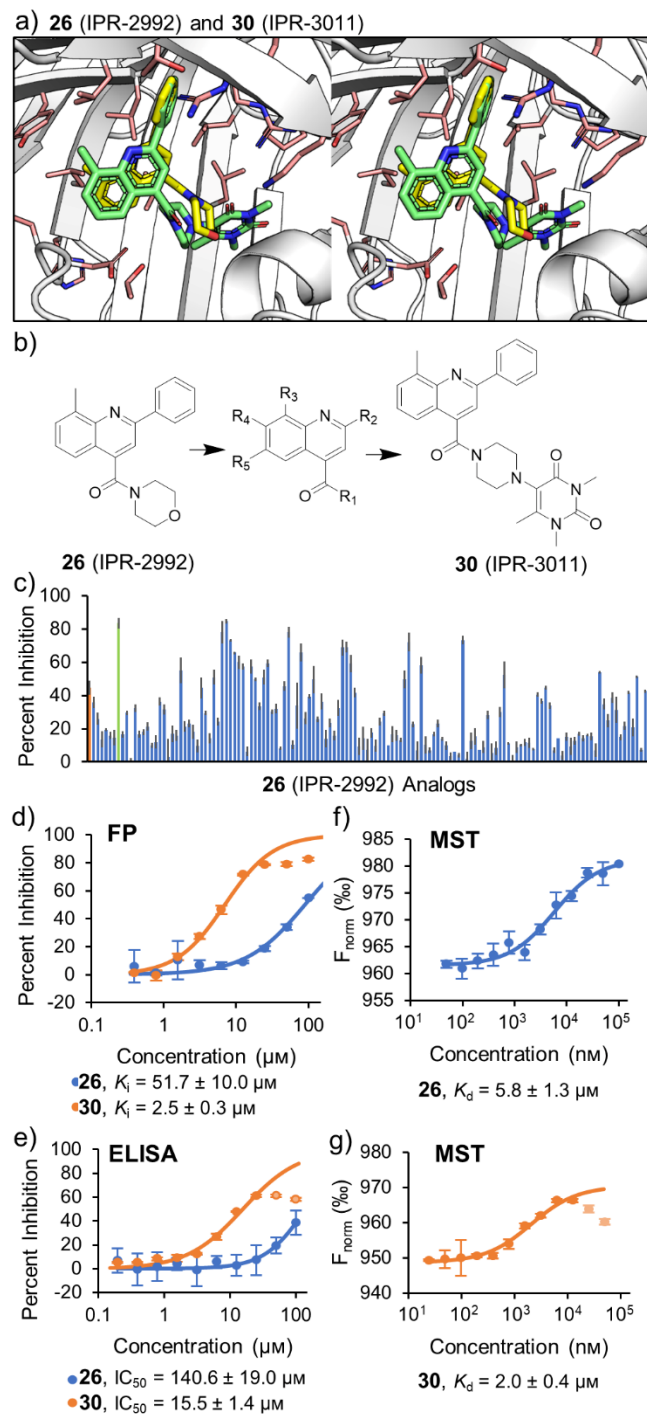 a) 26 (IPR-2992) and 30 (IPR-3011)
b)
N
O
N
O
26 (IPR-2992)
R3
R4
R5
N
R2
O
R1
N
O
N
N
O
N
N
O
30 (IPR-3011)
c)
Percent Inhibition
100
80
60
40
20
0
26 (IPR-2992) Analogs
d) FP
Percent Inhibition
100
80
60
40
20
0
-20
0.1 1 10 100
Concentration (μM)
26, Ki = 51.7 ± 10.0 μM
30, Ki = 2.5 ± 0.3 μM
f) MST
Fnorm (‰)
985
980
975
970
965
960
955
10¹ 10² 10³ 10⁴ 10⁵
Concentration (nM)
26, Kd = 5.8 ± 1.3 μM
e) ELISA
Percent Inhibition
100
80
60
40
20
0
-20
0.1 1 10 100
Concentration (μM)
26, IC50 = 140.6 ± 19.0 μM
30, IC50 = 15.5 ± 1.4 μM
g) MST
Fnorm (‰)
980
970
960
950
940
10¹ 10² 10³ 10⁴ 10⁵
Concentration (nM)
30, Kd = 2.0 ± 0.4 μM